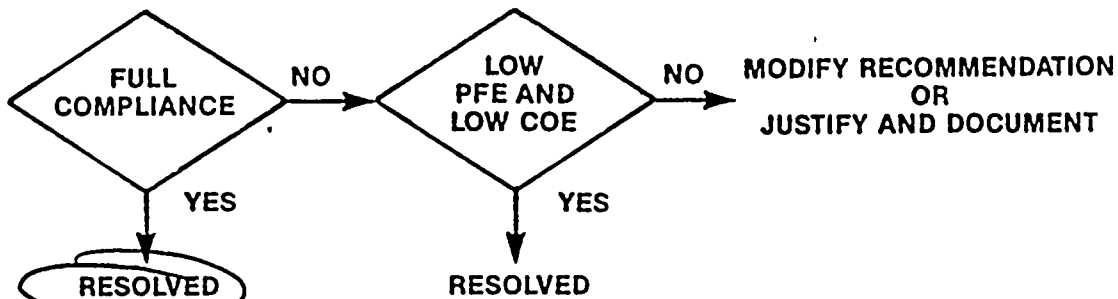 FULL
COMPLIANCE
NO
LOW
PFE AND
LOW COE
NO
MODIFY RECOMMENDATION
OR
JUSTIFY AND DOCUMENT
YES
YES
RESOLVED
RESOLVED